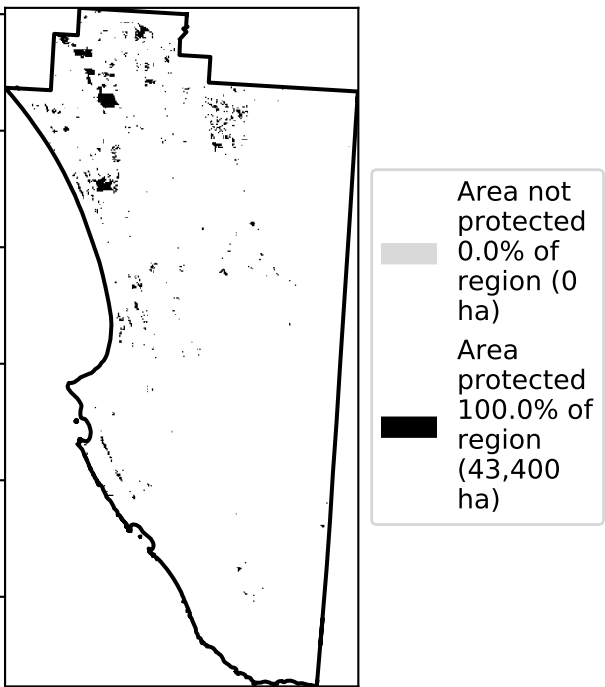 Area not
protected
0.0% of
region (0
ha)
Area
protected
100.0% of
region
(43,400
ha)